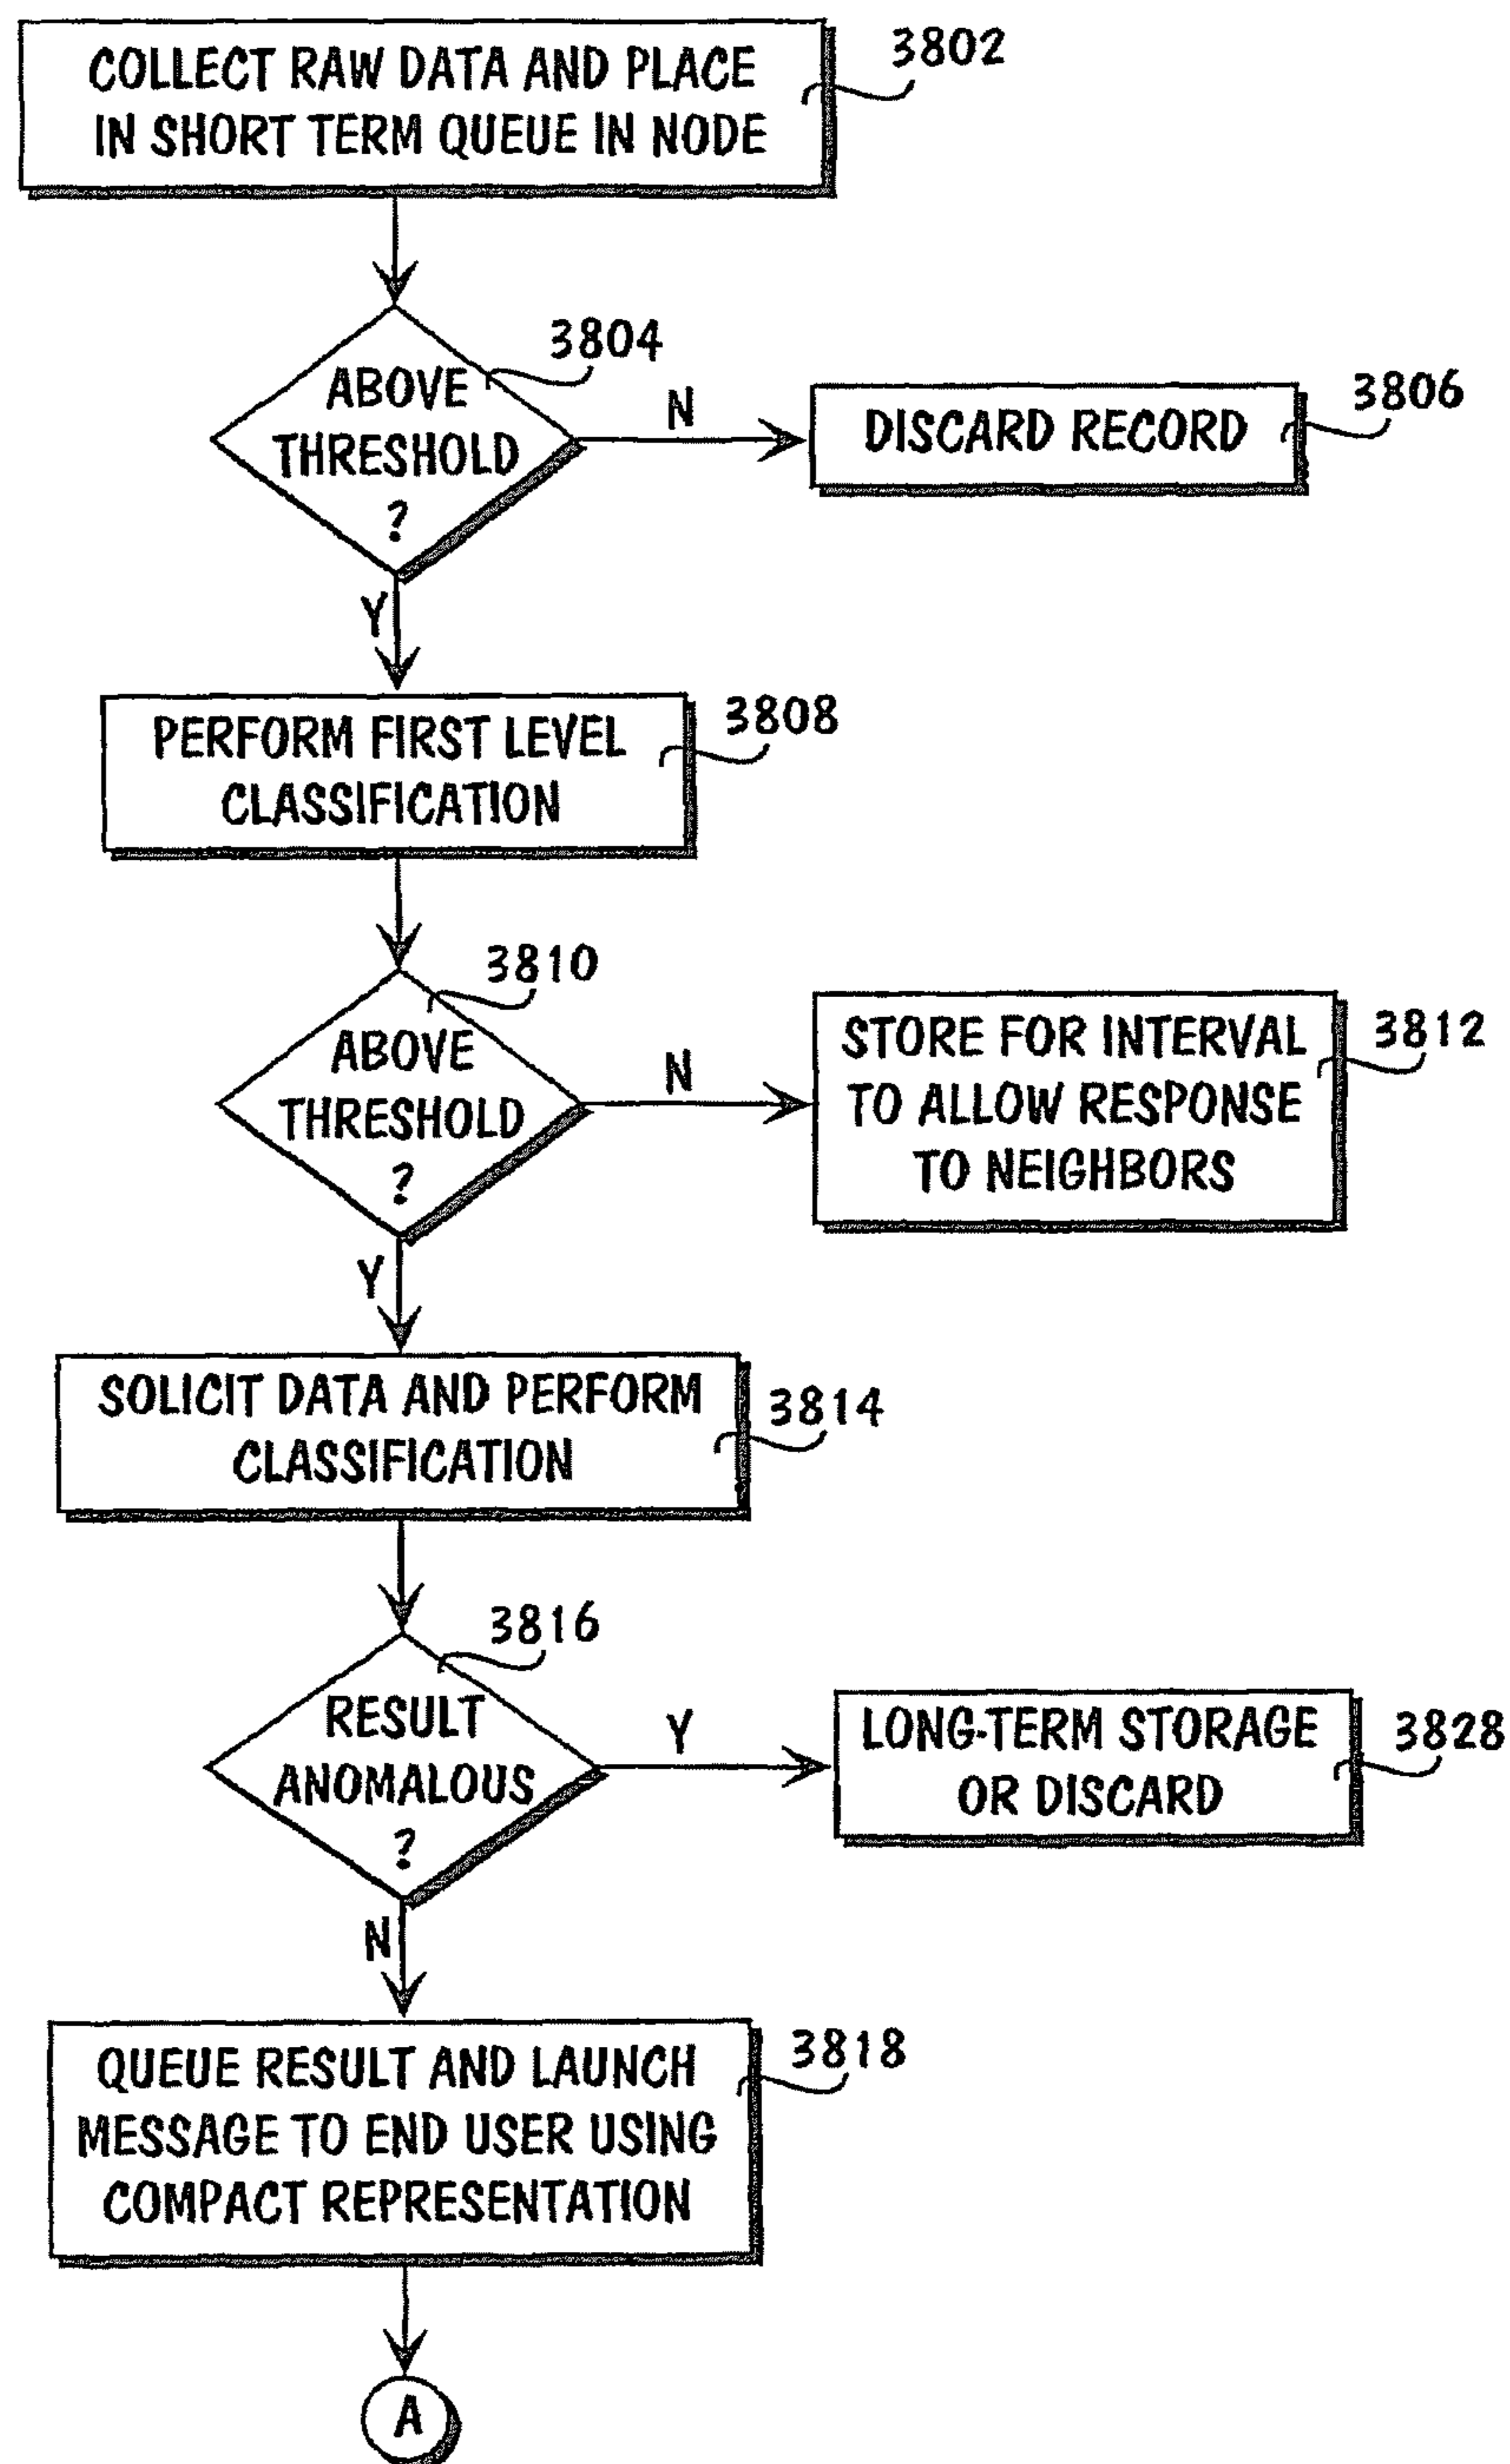 COLLECT RAW DATA AND PLACE
IN SHORT TERM QUEUE IN NODE
3802
ABOVE
THRESHOLD
?
3804
N
DISCARD RECORD
3806
Y
PERFORM FIRST LEVEL
CLASSIFICATION
3808
ABOVE
THRESHOLD
?
3810
N
STORE FOR INTERVAL
TO ALLOW RESPONSE
TO NEIGHBORS
3812
Y
SOLICIT DATA AND PERFORM
CLASSIFICATION
3814
RESULT
ANOMALOUS
?
3816
Y
LONG-TERM STORAGE
OR DISCARD
3828
N
QUEUE RESULT AND LAUNCH
MESSAGE TO END USER USING
COMPACT REPRESENTATION
3818
A